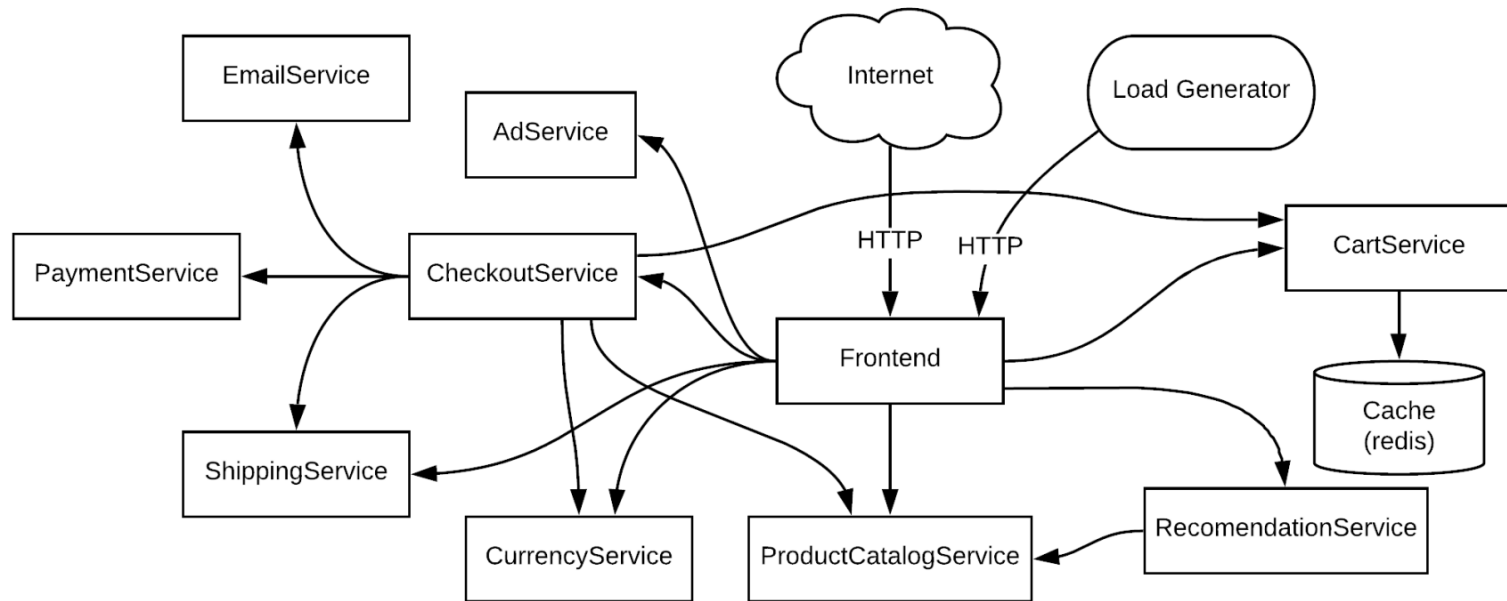 EmailService
Internet
Load Generator
AdService
HTTP
HTTP
CartService
PaymentService
CheckoutService
Frontend
Cache
(redis)
ShippingService
RecomendationService
CurrencyService
ProductCatalogService